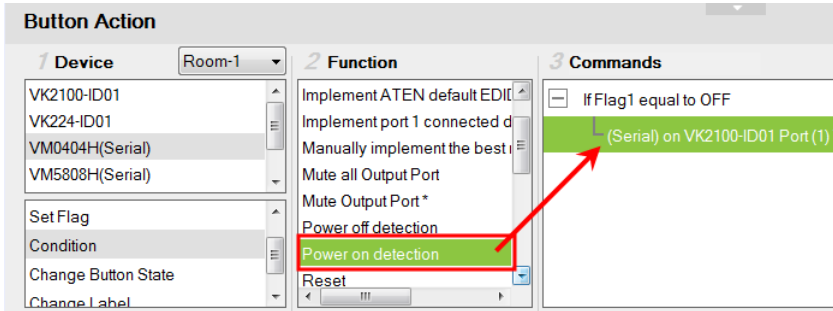 Button Action
1 Device
Room-1
2 Function
3 Commands
VK2100-ID01
VK224-ID01
VM0404H(Serial)
VM5808H(Serial)
Set Flag
Condition
Change Button State
Change Label
Implement ATEN default EDI
Implement port 1 connected d
Manually implement the best
Mute all Output Port
Mute Output Port *
Power off detection
Power on detection
Reset
If Flag1 equal to OFF
(Serial) on VK2100-ID01 Port (1)